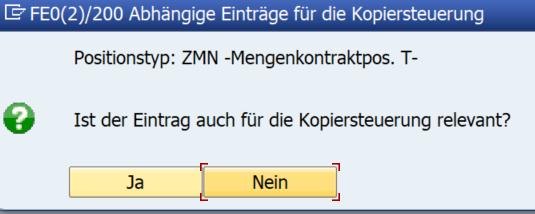 FE0(2)/200 Abhängige Einträge für die Kopiersteuerung
Positionstyp: ZMN -Mengenkontraktpos. T-
Ist der Eintrag auch für die Kopiersteuerung relevant?
Ja Nein